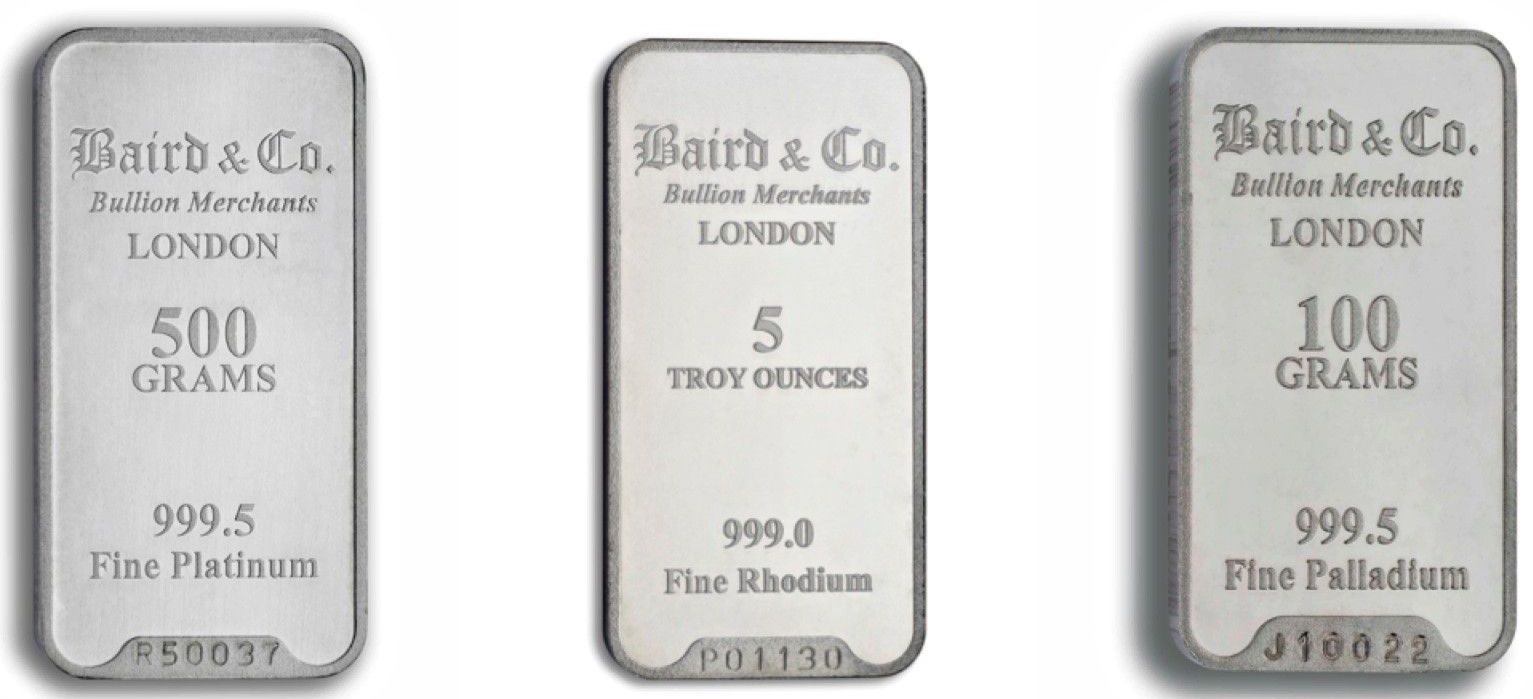 Baird & Co.
Bullion Merchants
LONDON
500
GRAMS
999.5
Fine Platinum
R50037
Baird & Co.
Bullion Merchants
LONDON
5
TROY OUNCES
999.0
Fine Rhodium
P01130
Baird & Co.
Bullion Merchants
LONDON
100
GRAMS
999.5
Fine Palladium
J10022